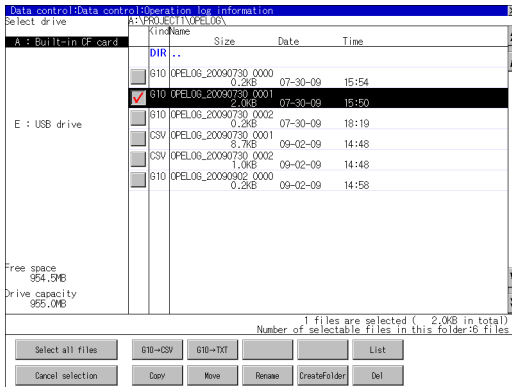 Data control:Data control:Operation log information
Select drive
A:\PROJECT1\OPELOG\
Kind Name
Size Date Time
A : Built-in CF card
DIR ..
G10 OPELOG_20090730_0000
0.2KB 07-30-09 15:54
G10 OPELOG_20090730_0001
2.0KB 07-30-09 15:50
G10 OPELOG_20090730_0002
0.2KB 07-30-09 18:19
E : USB drive
CSV OPELOG_20090730_0001
8.7KB 09-02-09 14:48
CSV OPELOG_20090730_0002
1.0KB 09-02-09 14:48
G10 OPELOG_20090902_0000
0.2KB 09-02-09 14:58
Free space
954.5MB
Drive capacity
955.0MB
1 files are selected ( 2.0KB in total)
Number of selectable files in this folder:6 files
Select all files G10→CSV G10→TXT List
Cancel selection Copy Move Rename CreateFolder Del